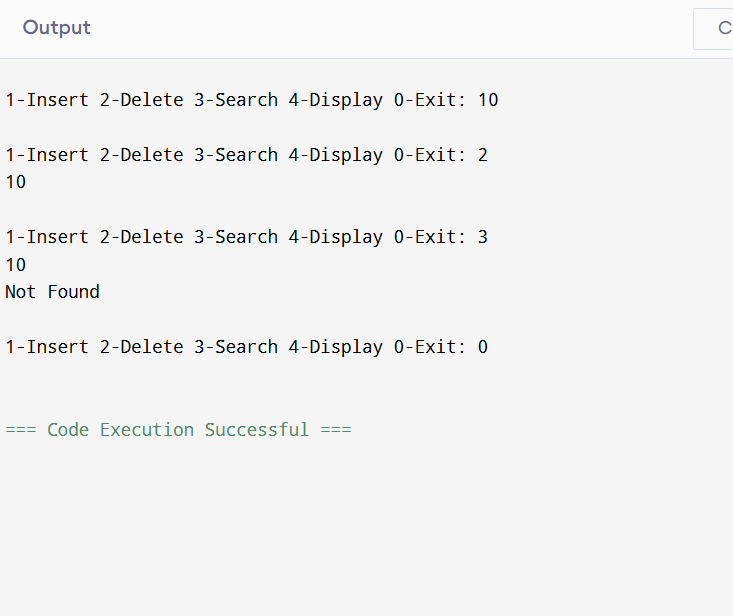 Output
C
1-Insert 2-Delete 3-Search 4-Display 0-Exit: 10
1-Insert 2-Delete 3-Search 4-Display 0-Exit: 2
10
1-Insert 2-Delete 3-Search 4-Display 0-Exit: 3
10
Not Found
1-Insert 2-Delete 3-Search 4-Display 0-Exit: 0
=== Code Execution Successful ===